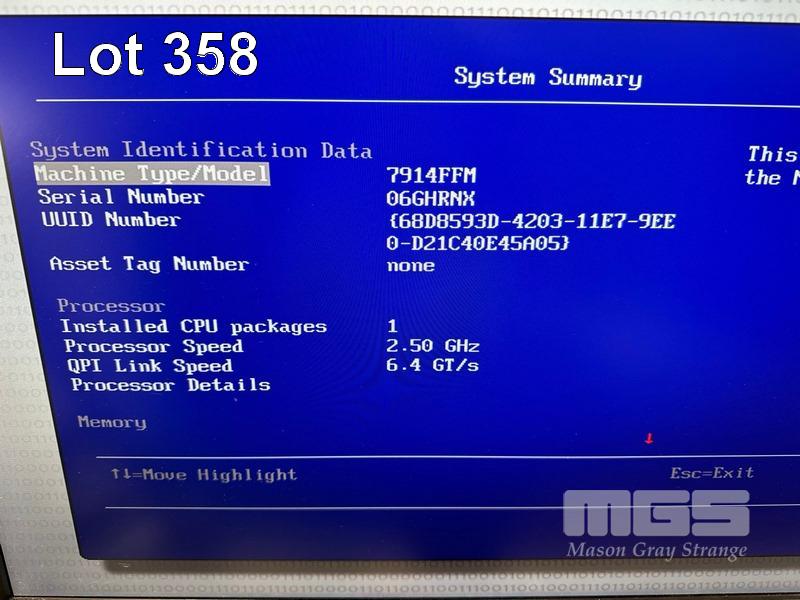 Lot 358
System Summary
System Identification Data
Machine Type/Model 7914FFM
Serial Number 06GHRNX
UUID Number {68D8593D-4203-11E7-9EE
0-D21C40E45A05}
Asset Tag Number none
This
the
Processor
Installed CPU packages 1
Processor Speed 2.50 GHz
QPI Link Speed 6.4 GT/s
Processor Details
Memory
↓
↑↓=Move Highlight Esc=Exit
MGS
Mason Gray Strange